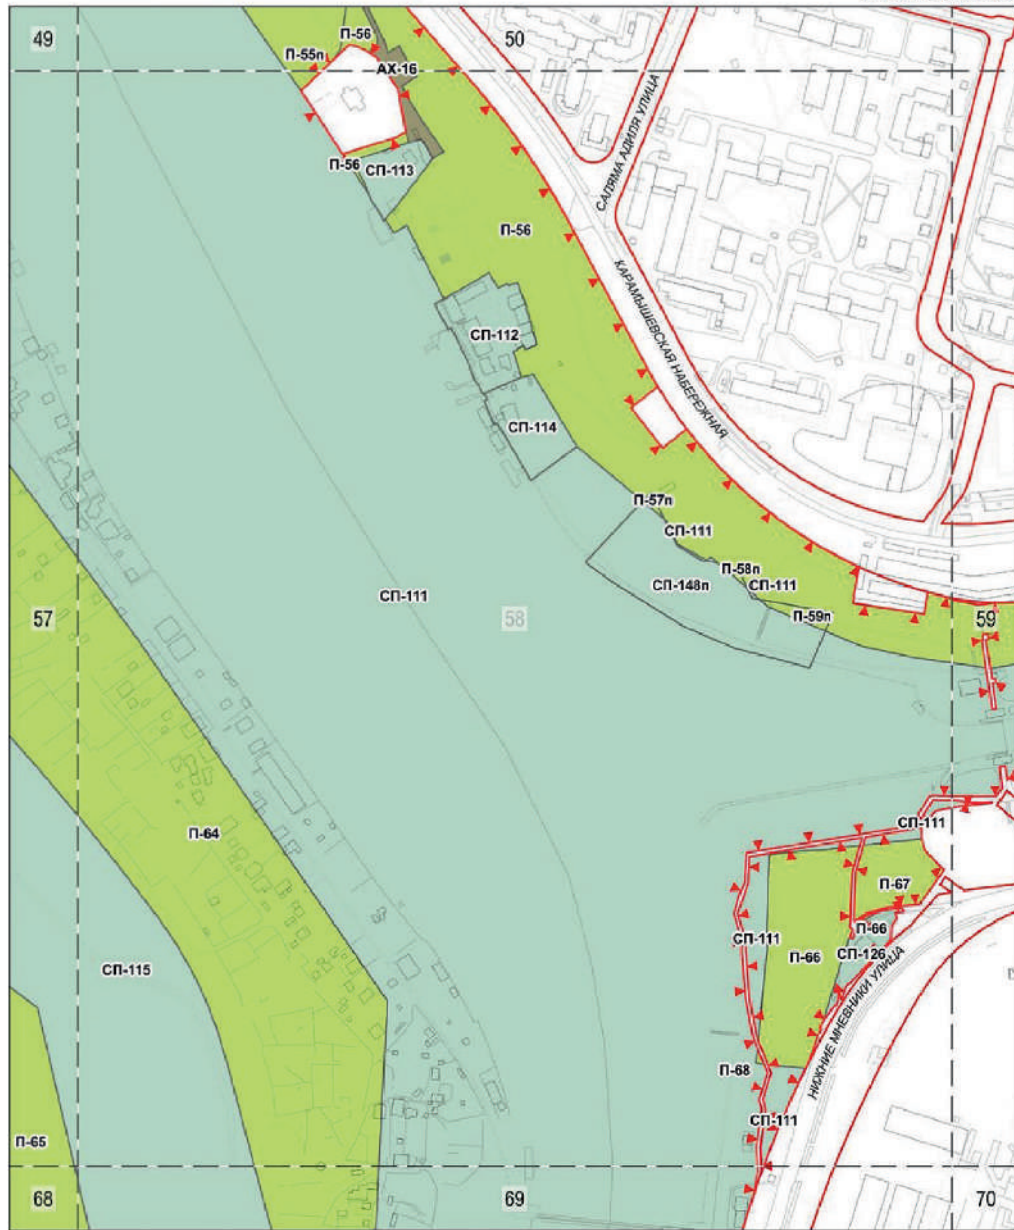 49
П-56
50
П-55п
АХ-16
САЛЯМА АДИЛЯ УЛИЦА
П-56
СП-113
П-56
КАРАМЫШЕВСКАЯ НАБЕРЕЖНАЯ
СП-112
СП-114
П-57п
СП-111
П-58п
СП-148п
СП-111
СП-111
П-59п
57
58
59
СП-111
П-64
П-67
П-66
СП-111
П-66
СП-126
СП-115
НИЖНИЕ МНЕВНИКИ УЛИЦА
П-68
СП-111
П-65
68
69
70